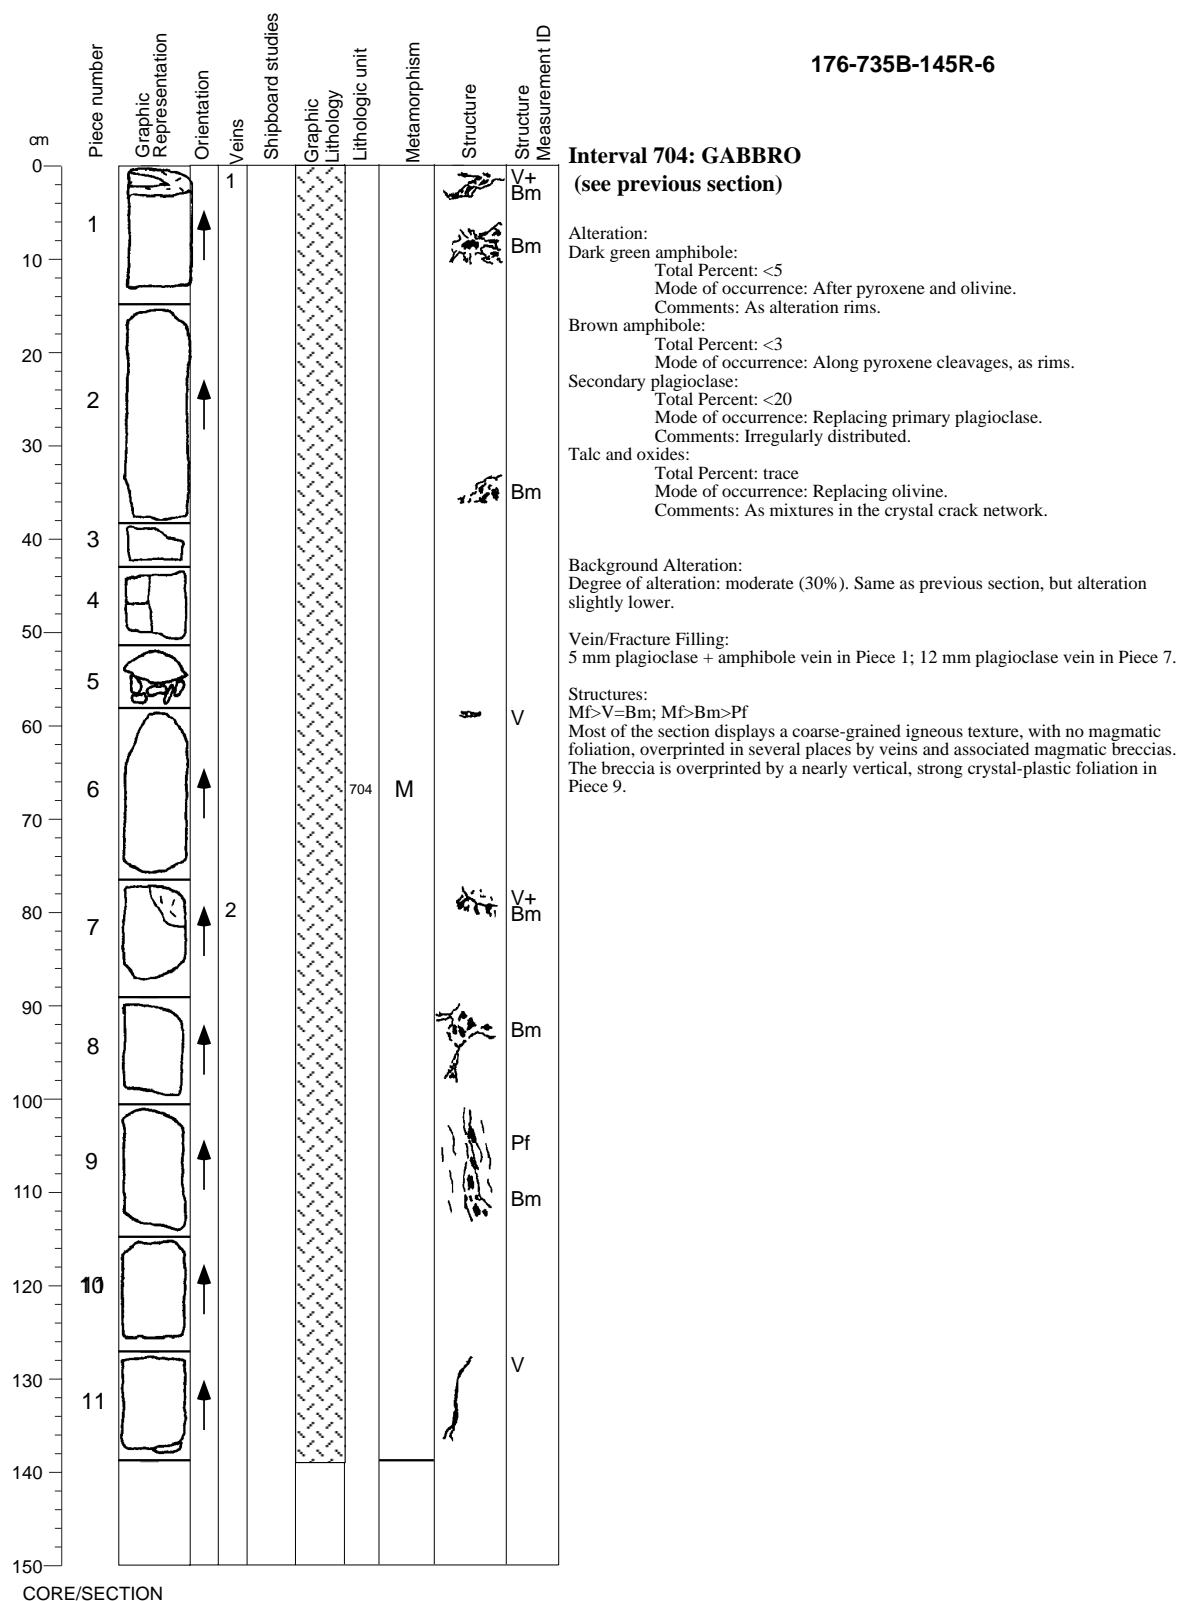 176-735B-145R-6
cm
Piece number
Graphic
Representation
Orientation
Veins
Shipboard studies
Graphic
Lithology
Lithologic unit
Metamorphism
Structure
Structure
Measurement ID
0
10
20
30
40
50
60
70
80
90
100
110
120
130
140
150
1
2
3
4
5
6
7
8
9
10
11
1
2
704
M
V+
Bm
Bm
Bm
V
V+
Bm
Bm
Pf
Bm
V
CORE/SECTION
Interval 704: GABBRO
(see previous section)
Alteration:
Dark green amphibole:
Total Percent: <5
Mode of occurrence: After pyroxene and olivine.
Comments: As alteration rims.
Brown amphibole:
Total Percent: <3
Mode of occurrence: Along pyroxene cleavages, as rims.
Secondary plagioclase:
Total Percent: <20
Mode of occurrence: Replacing primary plagioclase.
Comments: Irregularly distributed.
Talc and oxides:
Total Percent: trace
Mode of occurrence: Replacing olivine.
Comments: As mixtures in the crystal crack network.
Background Alteration:
Degree of alteration: moderate (30%). Same as previous section, but alteration
slightly lower.
Vein/Fracture Filling:
5 mm plagioclase + amphibole vein in Piece 1; 12 mm plagioclase vein in Piece 7.
Structures:
Mf>V=Bm; Mf>Bm>Pf
Most of the section displays a coarse-grained igneous texture, with no magmatic
foliation, overprinted in several places by veins and associated magmatic breccias.
The breccia is overprinted by a nearly vertical, strong crystal-plastic foliation in
Piece 9.